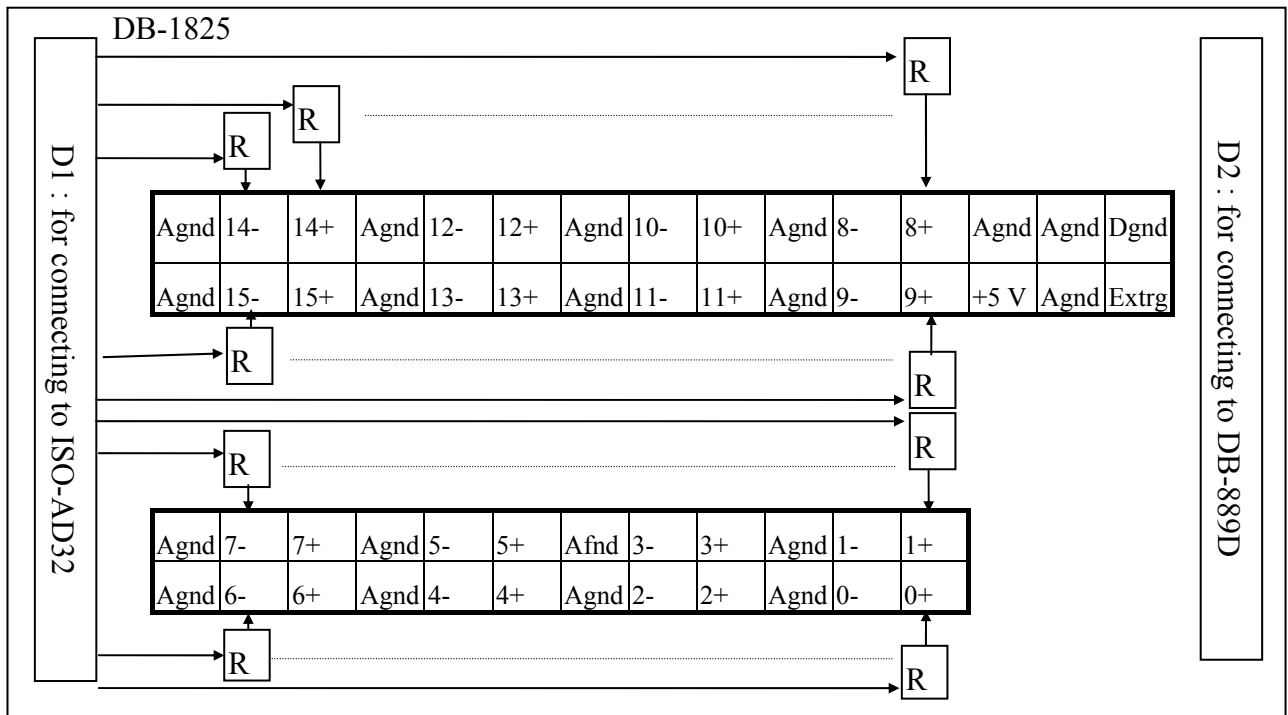 DB-1825
R
R
R
D1 : for connecting to ISO-AD32
D2 : for connecting to DB-889D
Agnd 14- 14+ Agnd 12- 12+ Agnd 10- 10+ Agnd 8- 8+ Agnd Agnd Dgnd
Agnd 15- 15+ Agnd 13- 13+ Agnd 11- 11+ Agnd 9- 9+ +5 V Agnd Extrg
R
R
R
R
Agnd 7- 7+ Agnd 5- 5+ Afnd 3- 3+ Agnd 1- 1+
Agnd 6- 6+ Agnd 4- 4+ Agnd 2- 2+ Agnd 0- 0+
R
R